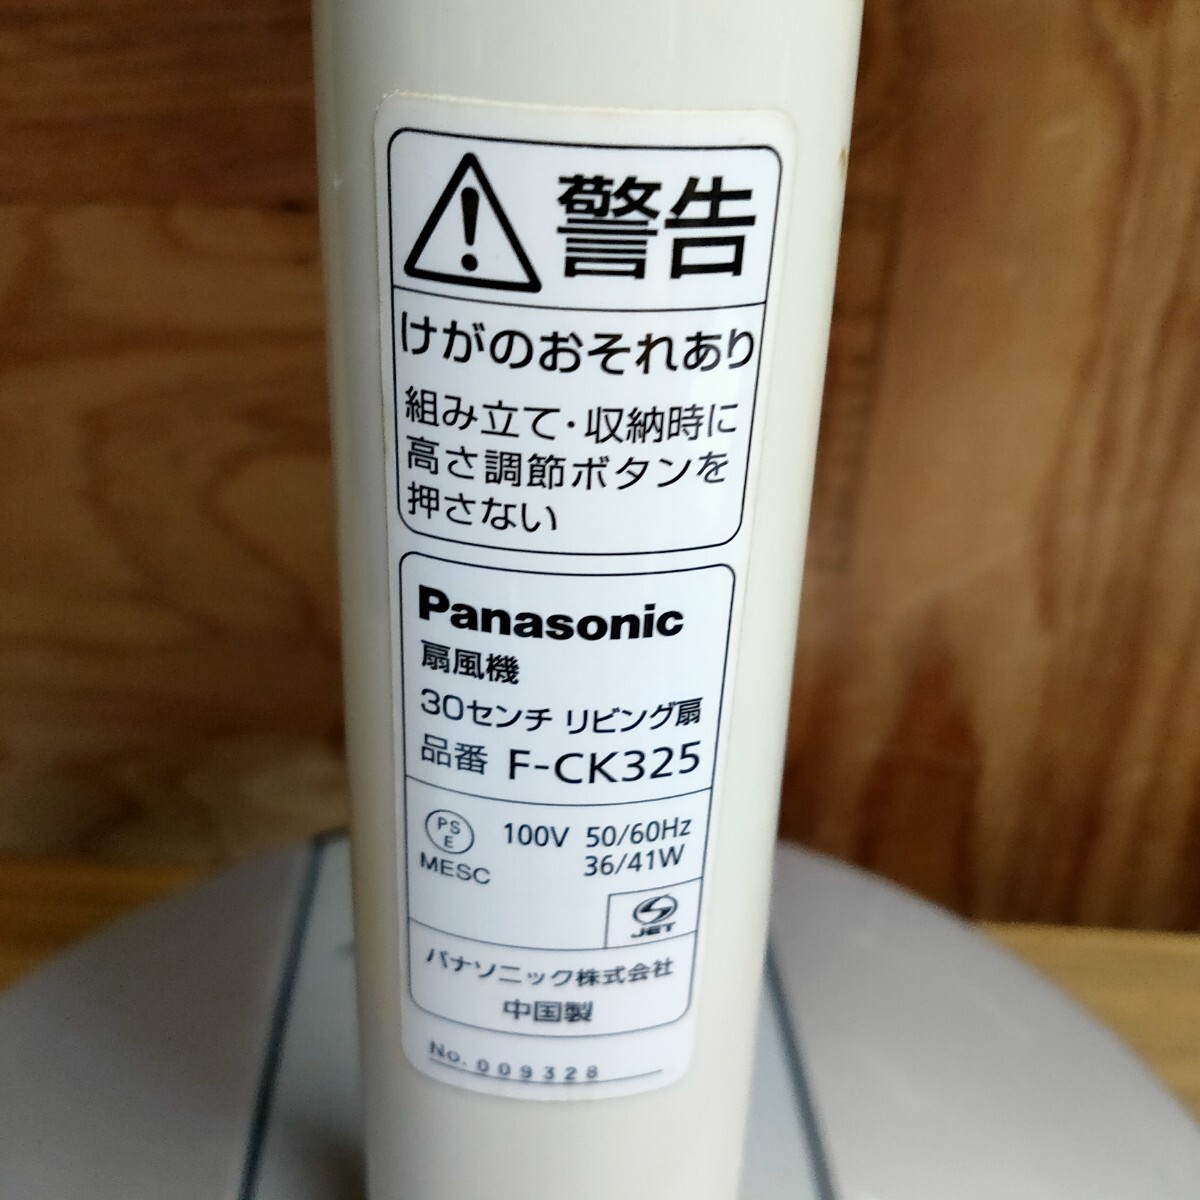 警告
けがのおそれあり
組み立て・収納時に
高さ調節ボタンを
押さない
Panasonic
扇風機
30センチ リビング扇
品番 F-CK325
PS
E
MESC
100V 50/60Hz
36/41W
JET
パナソニック株式会社
中国製
No. 009328